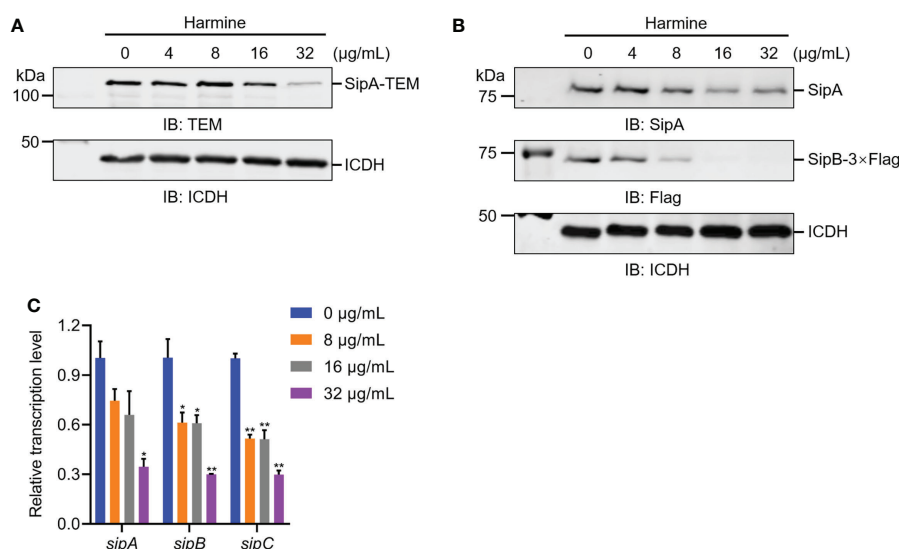 A
Harmine
0 4 8 16 32 (µg/mL)
kDa
100
SipA-TEM
IB: TEM
50
ICDH
IB: ICDH
B
Harmine
0 4 8 16 32 (µg/mL)
kDa
75
SipA
IB: SipA
75
SipB-3×Flag
IB: Flag
50
ICDH
IB: ICDH
C
Relative transcription level
1.2
0.9
0.6
0.3
0.0
0 µg/mL
8 µg/mL
16 µg/mL
32 µg/mL
* * * ** ** ** **
sipA sipB sipC